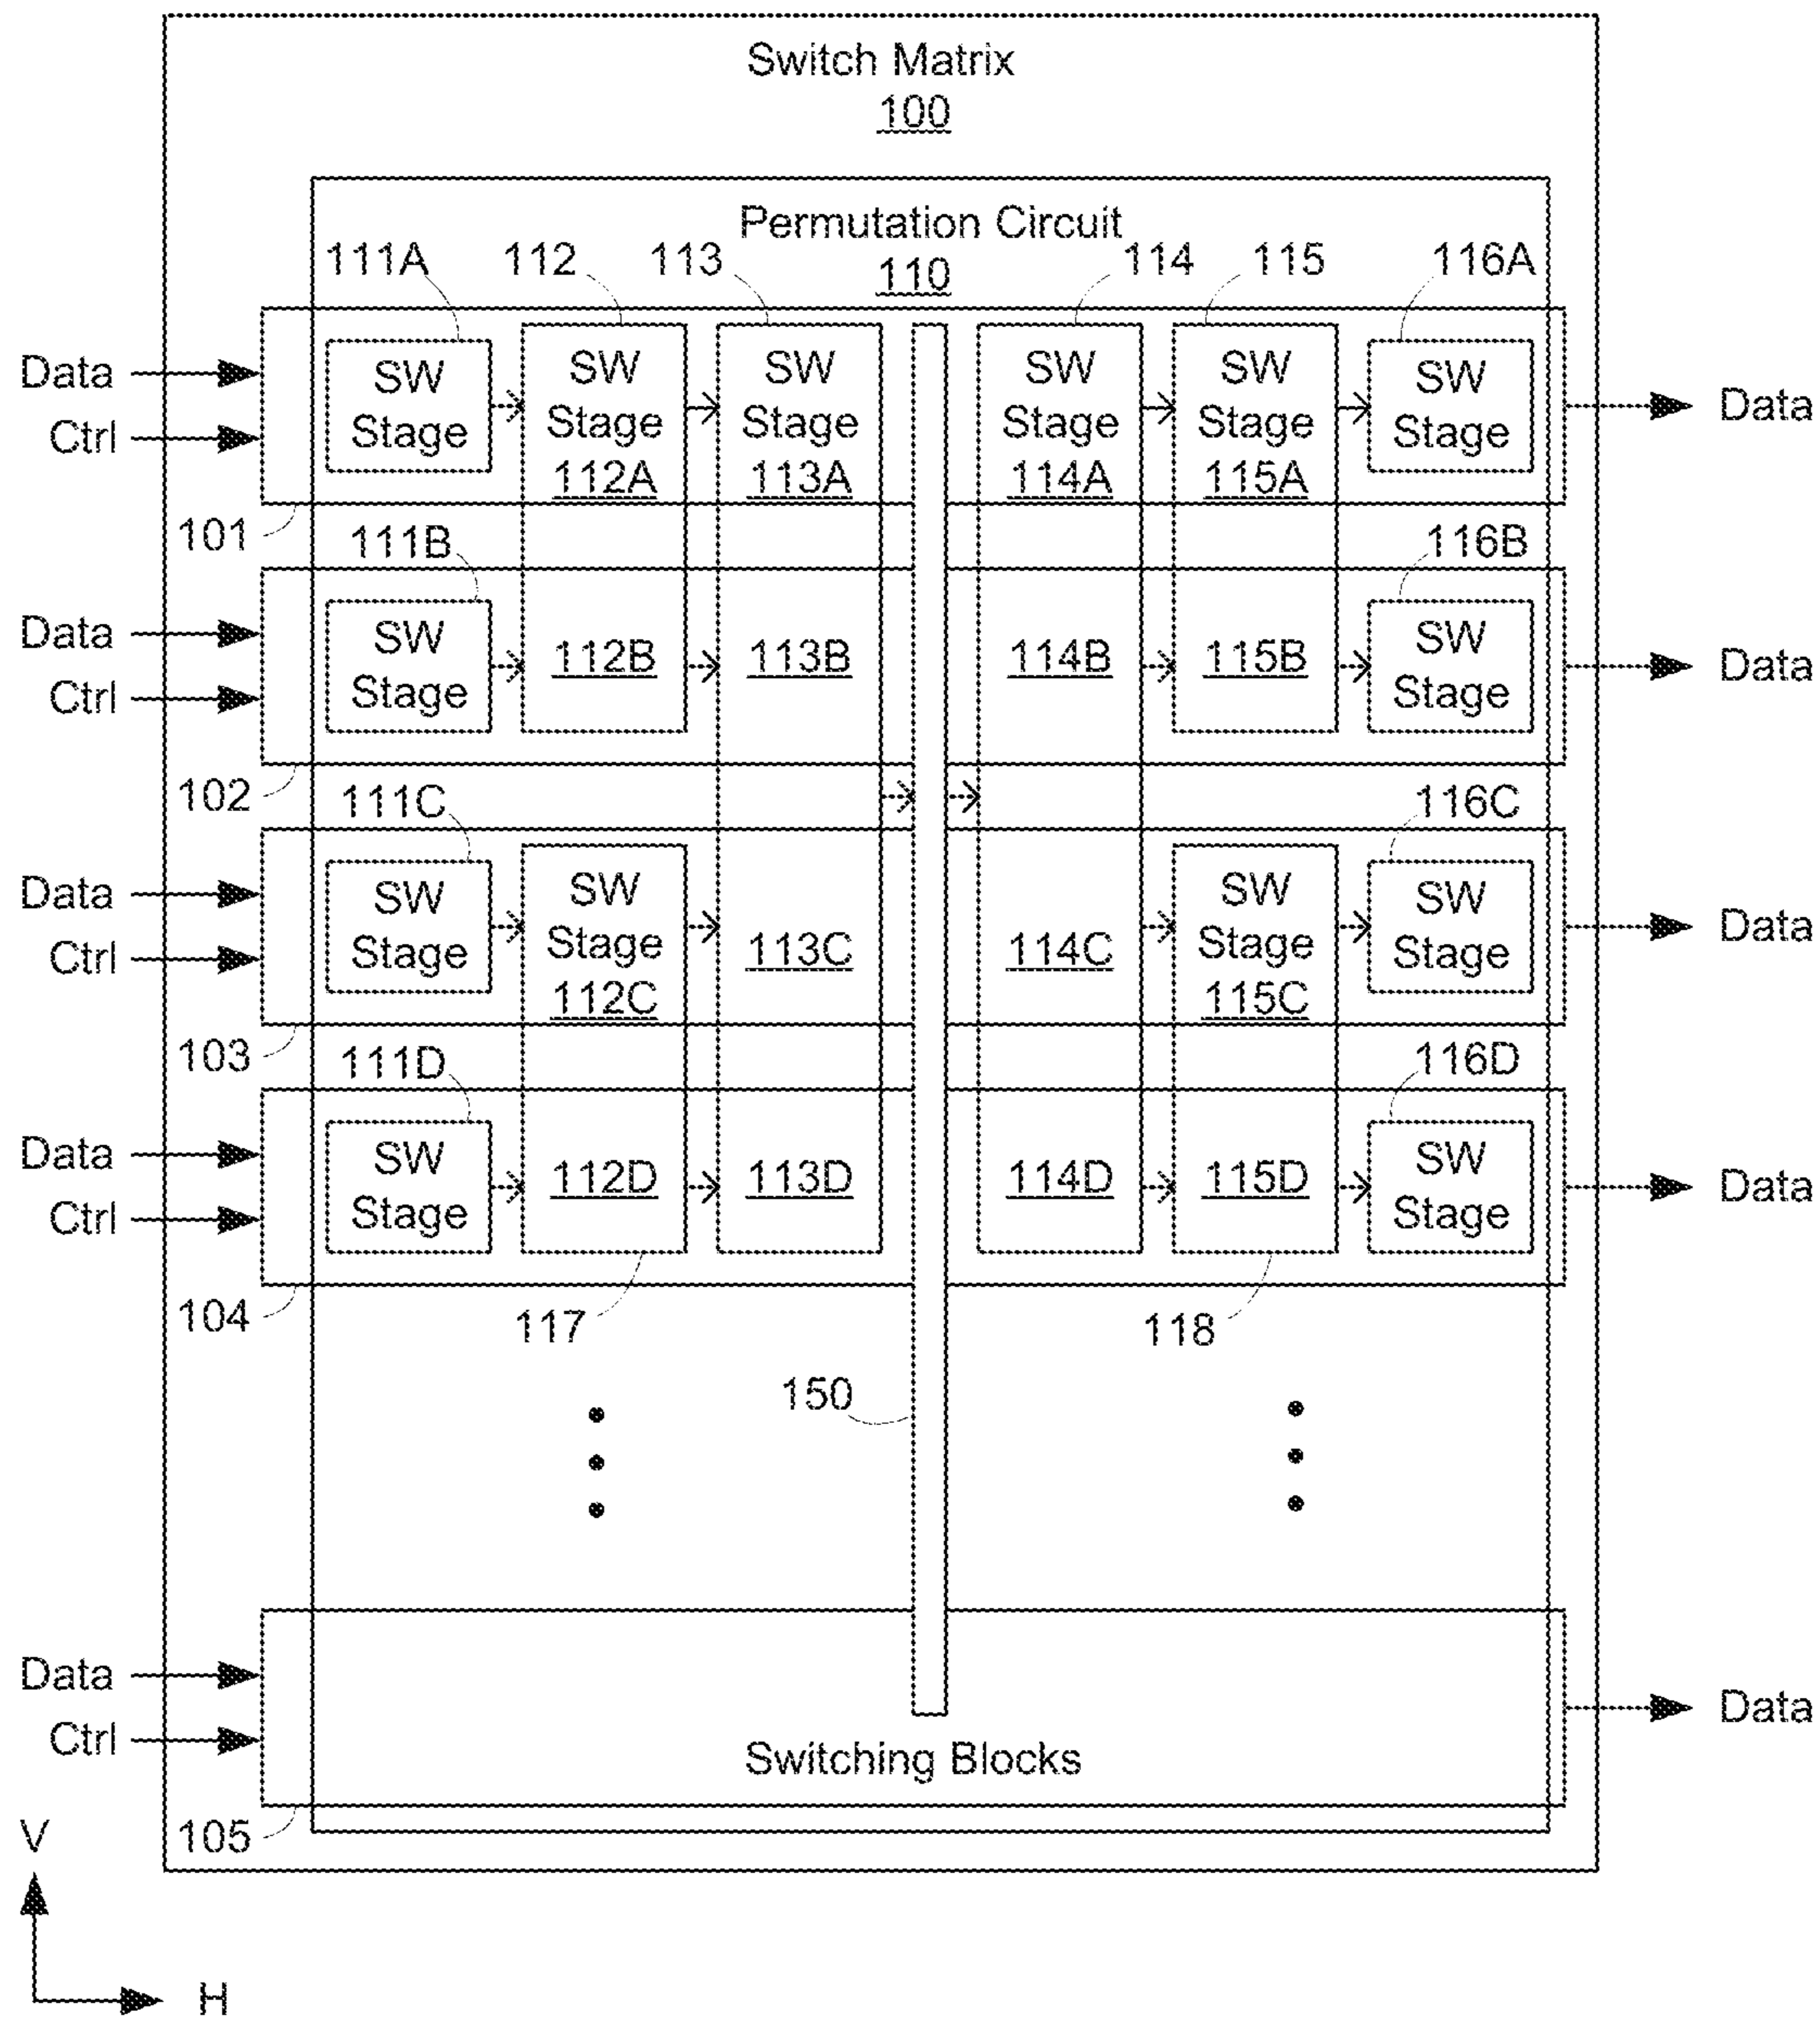 Switch Matrix
100
Permutation Circuit
110
111A
112
113
114
115
116A
Data
Ctrl
SW
Stage
SW
Stage
112A
SW
Stage
113A
SW
Stage
114A
SW
Stage
115A
SW
Stage
Data
101
111B
116B
Data
Ctrl
SW
Stage
112B
113B
114B
115B
SW
Stage
Data
102
111C
116C
Data
Ctrl
SW
Stage
SW
Stage
112C
113C
114C
SW
Stage
115C
SW
Stage
Data
103
111D
116D
Data
Ctrl
SW
Stage
112D
113D
114D
115D
SW
Stage
Data
104
117
118
150
Data
Ctrl
Switching Blocks
Data
105
V
H